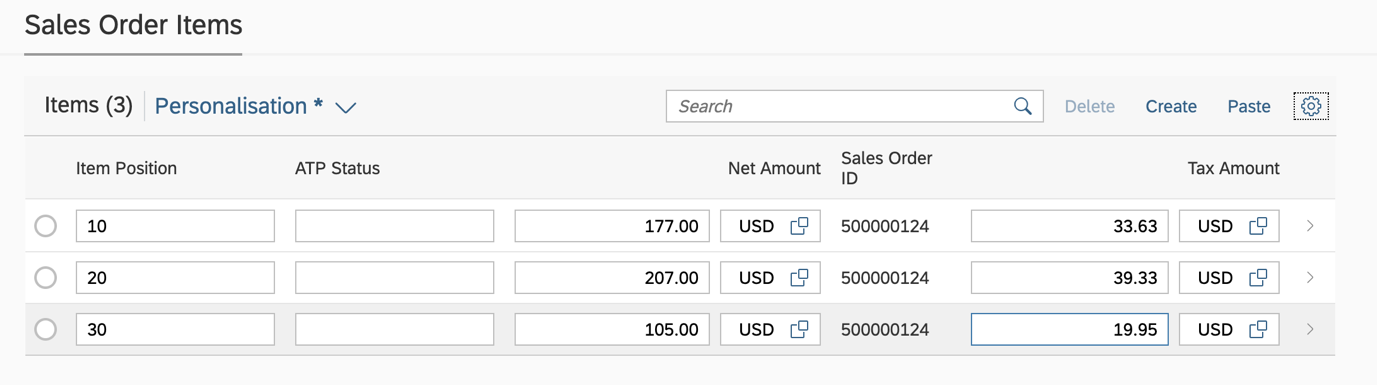 Sales Order Items
Items (3) Personalisation * Search Delete Create Paste
Item Position ATP Status Net Amount Sales Order ID Tax Amount
10 177.00 USD 500000124 33.63 USD
20 207.00 USD 500000124 39.33 USD
30 105.00 USD 500000124 19.95 USD